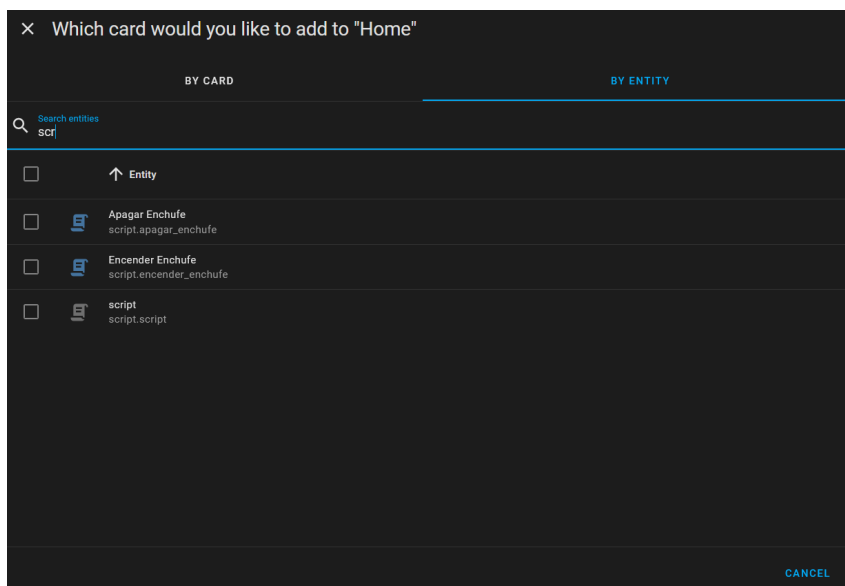 Which card would you like to add to "Home"
BY CARD
BY ENTITY
Search entities
scr
Entity
Apagar Enchufe
script.apagar_enchufe
Encender Enchufe
script.encender_enchufe
script
script.script
CANCEL